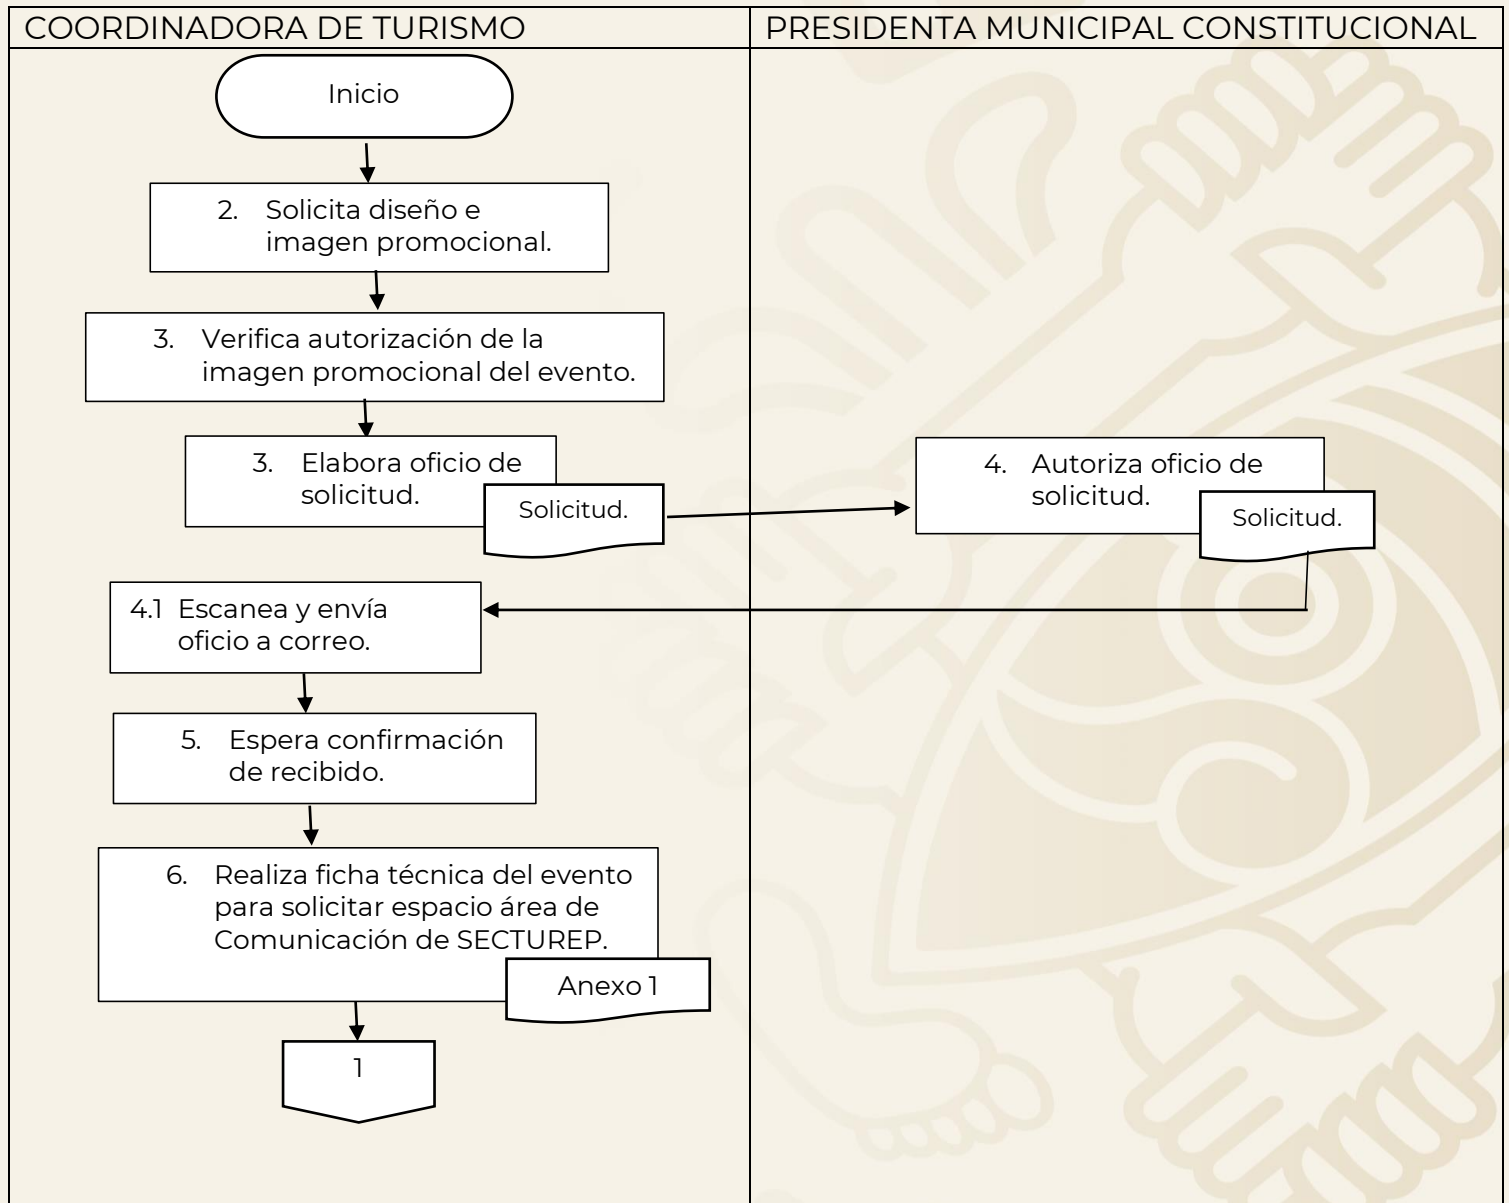 COORDINADORA DE TURISMO
PRESIDENTA MUNICIPAL CONSTITUCIONAL
Inicio
2. Solicita diseño e
imagen promocional.
3. Verifica autorización de la
imagen promocional del evento.
3. Elabora oficio de
solicitud.
Solicitud.
4. Autoriza oficio de
solicitud.
Solicitud.
4.1 Escanea y envía
oficio a correo.
5. Espera confirmación
de recibido.
6. Realiza ficha técnica del evento
para solicitar espacio área de
Comunicación de SECTUREP.
Anexo 1
1